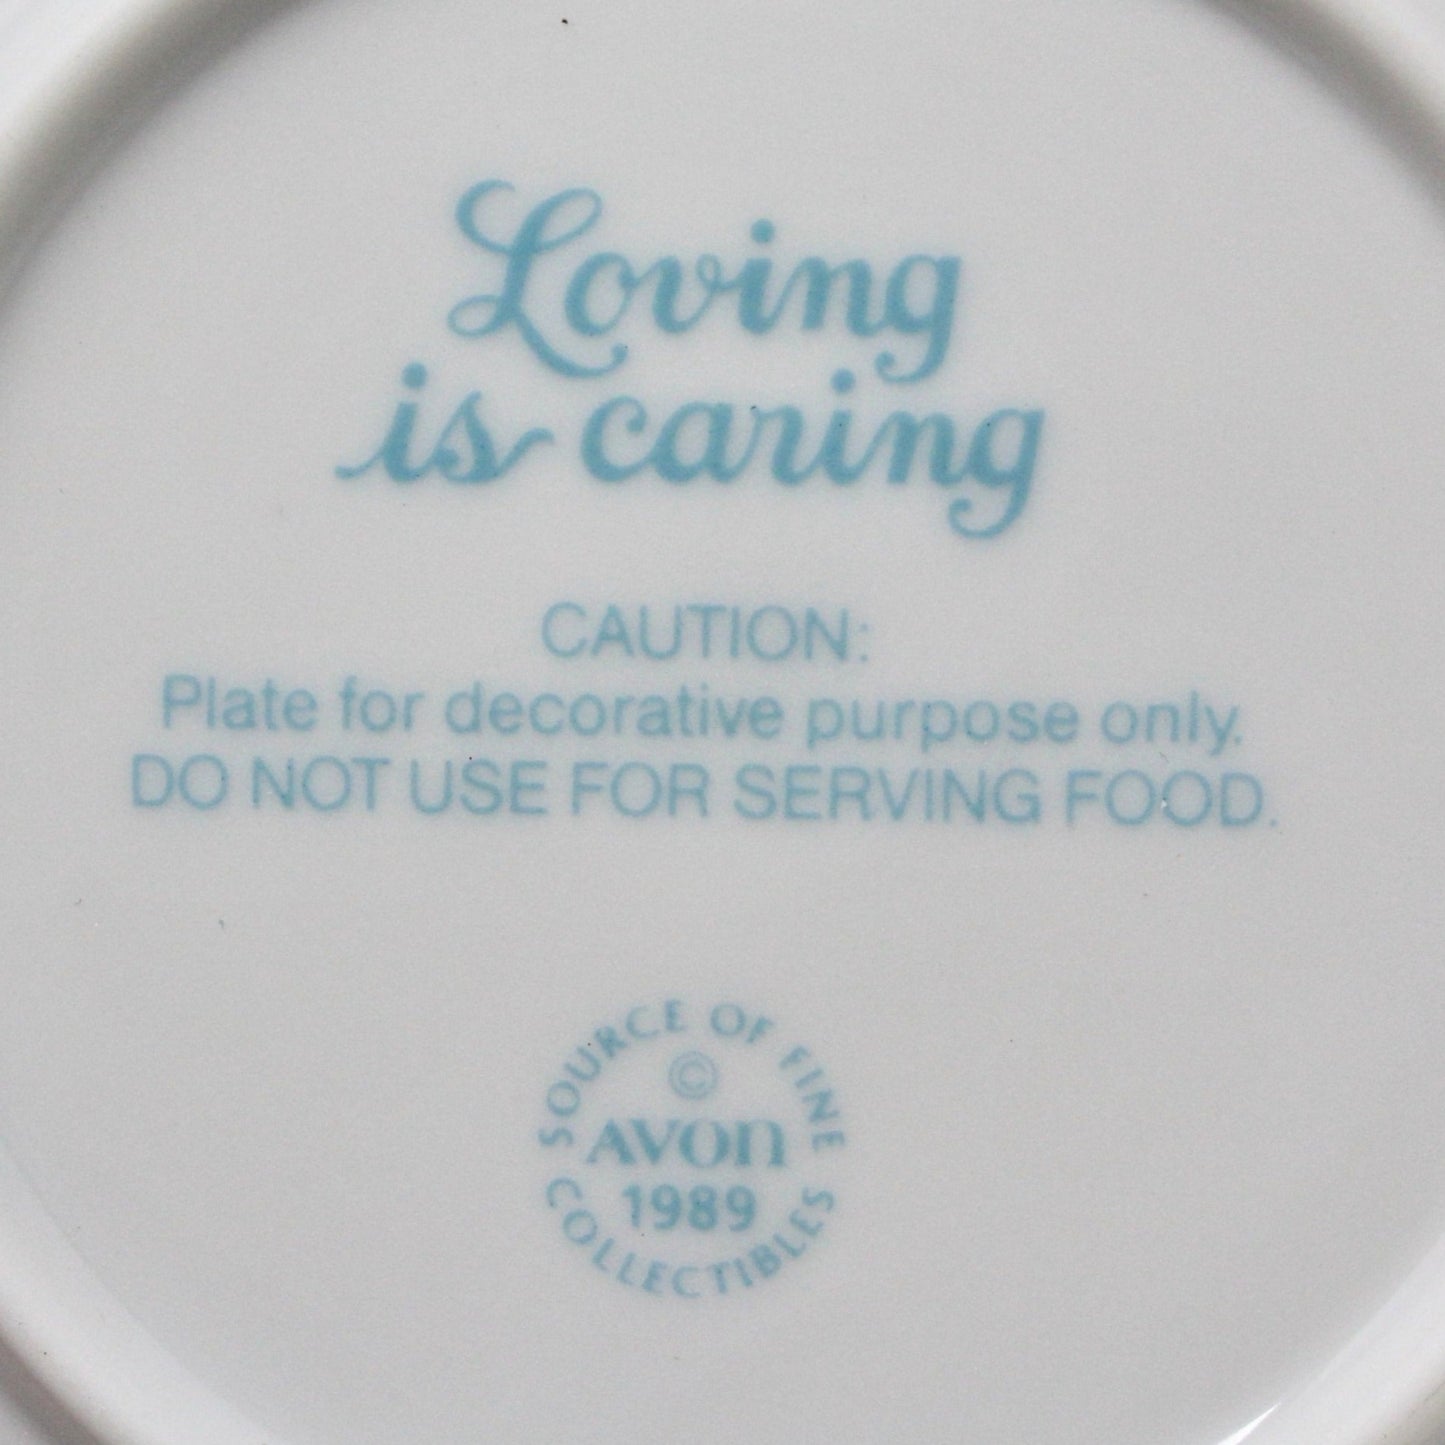 Loving
is caring
CAUTION:
Plate for decorative purpose only.
DO NOT USE FOR SERVING FOOD.
SOURCE OF FINE
©
AVON
1989
COLLECTIBLES